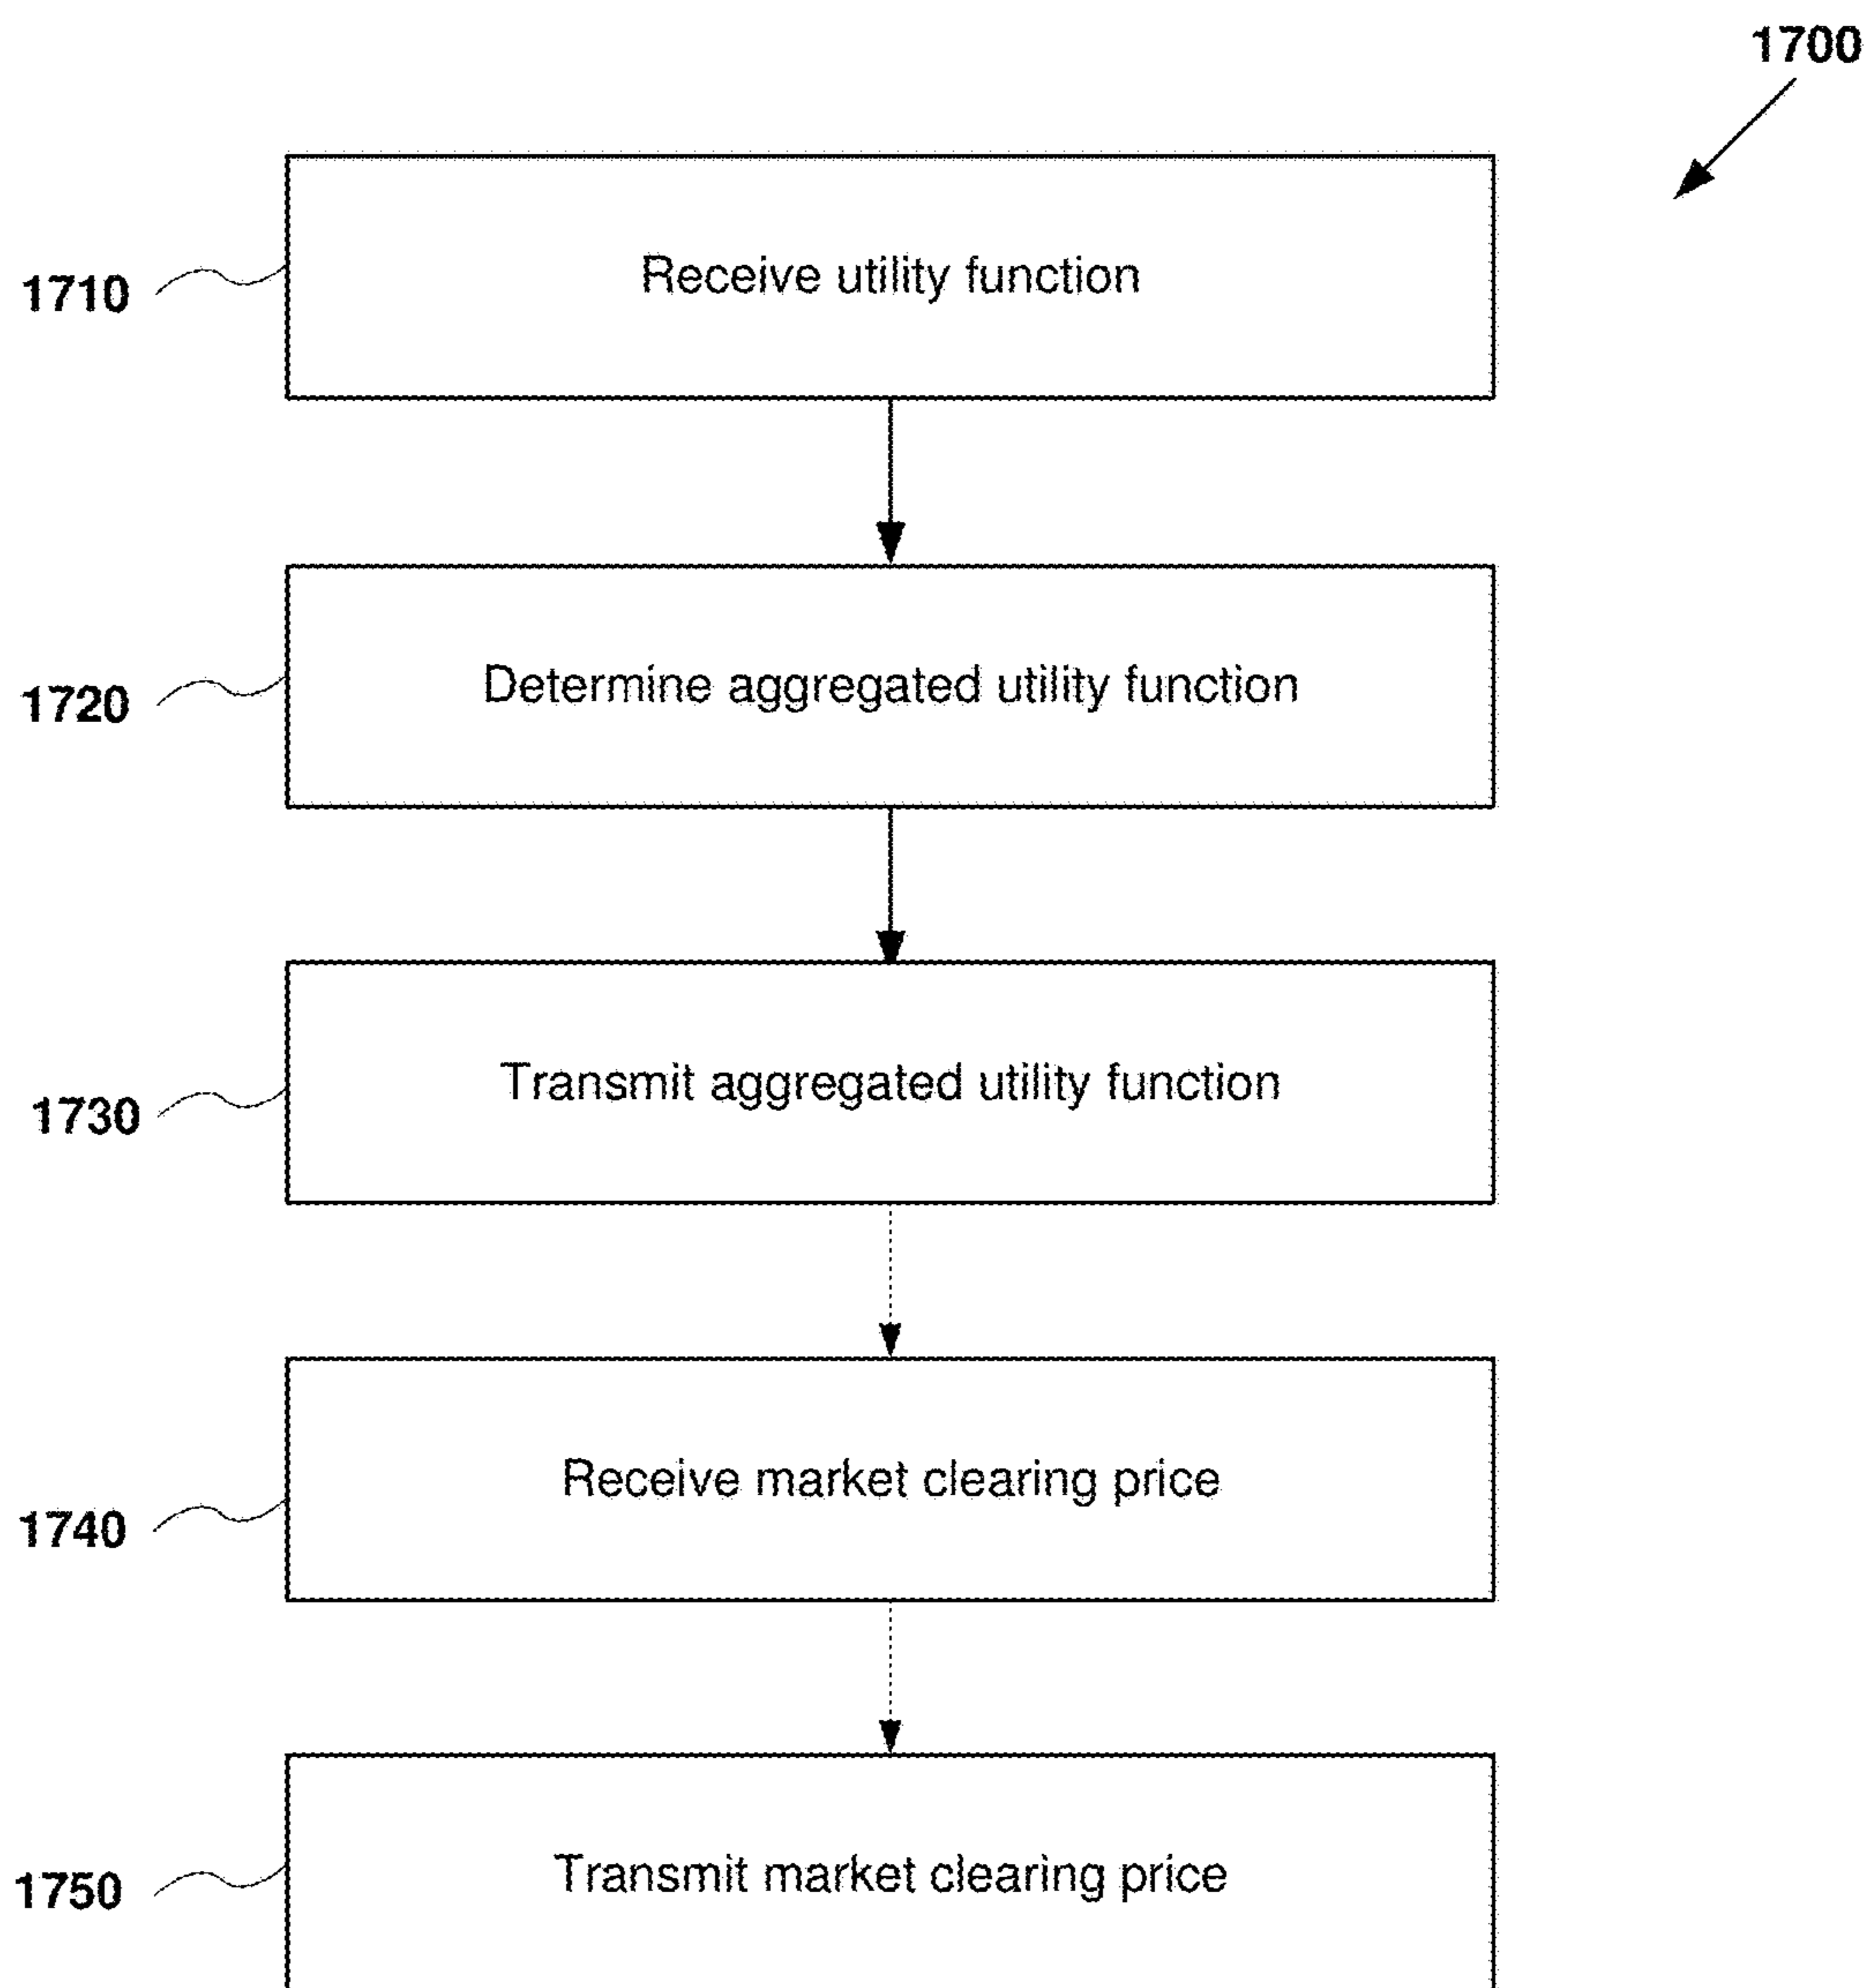 1700
Receive utility function
1710
Determine aggregated utility function
1720
Transmit aggregated utility function
1730
Receive market clearing price
1740
Transmit market clearing price
1750